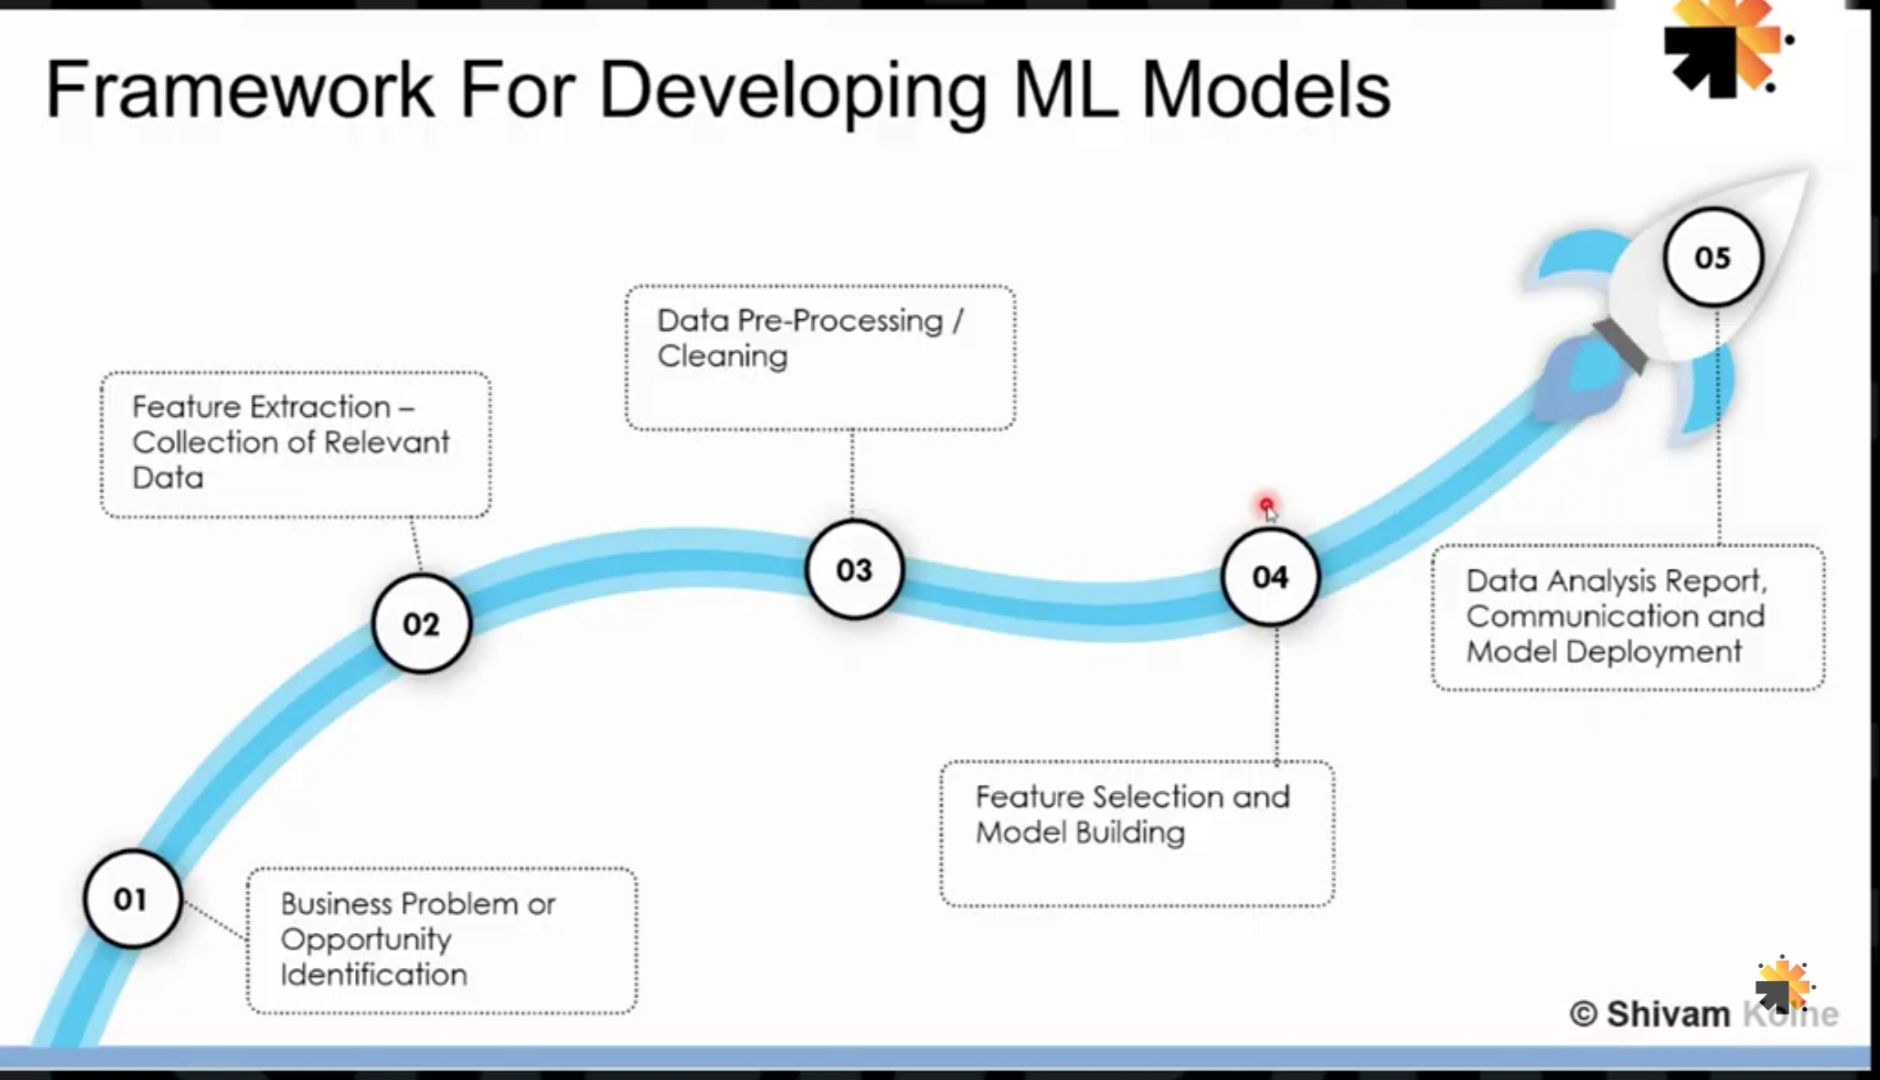 Framework For Developing ML Models
05
Data Pre-Processing /
Cleaning
Feature Extraction –
Collection of Relevant
Data
03
04
02
Data Analysis Report,
Communication and
Model Deployment
Feature Selection and
Model Building
01
Business Problem or
Opportunity
Identification
© Shivam